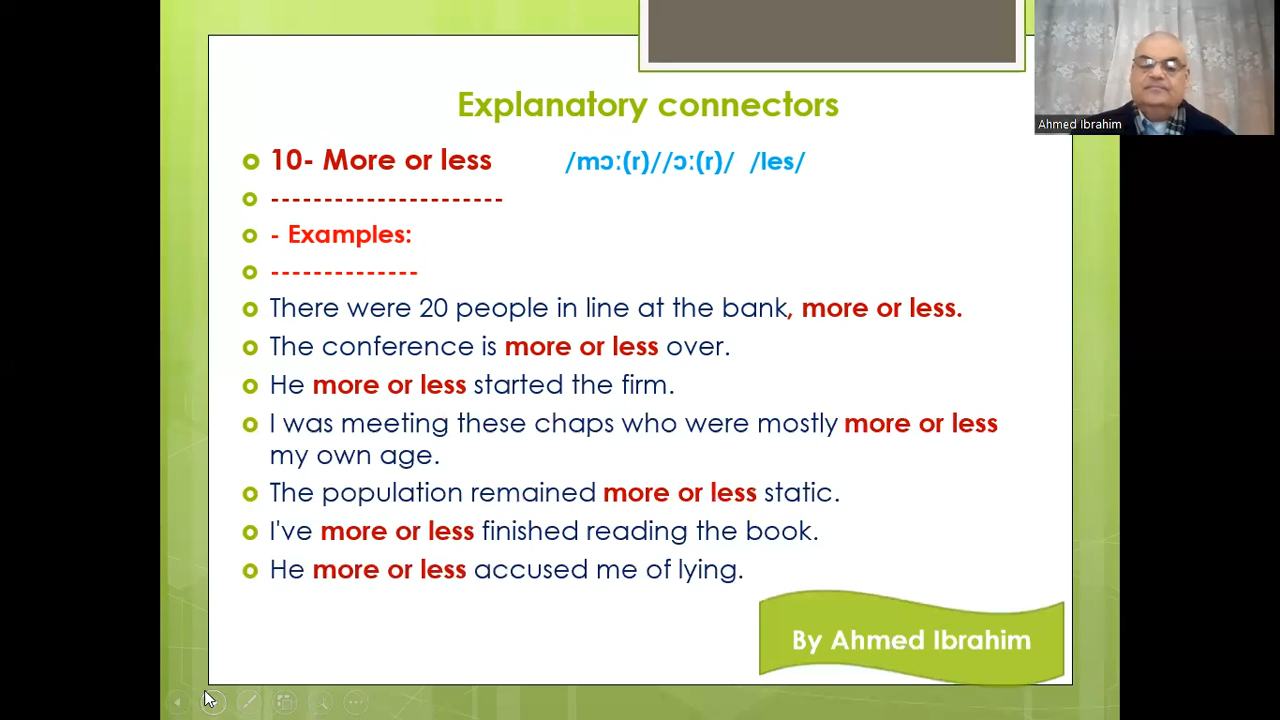 Explanatory connectors
10- More or less /mɔː(r)//ɔː(r)/ /les/
----------------------
- Examples:
--------------
There were 20 people in line at the bank, more or less.
The conference is more or less over.
He more or less started the firm.
I was meeting these chaps who were mostly more or less
my own age.
The population remained more or less static.
I've more or less finished reading the book.
He more or less accused me of lying.
By Ahmed Ibrahim
Ahmed Ibrahim